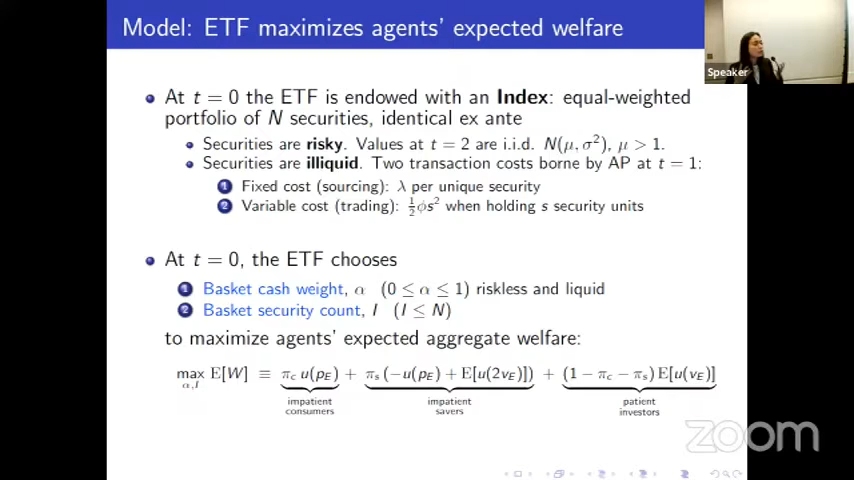 Model: ETF maximizes agents' expected welfare
Speaker
At t = 0 the ETF is endowed with an Index: equal-weighted
portfolio of N securities, identical ex ante
Securities are risky. Values at t = 2 are i.i.d. N(μ, σ²), μ > 1.
Securities are illiquid. Two transaction costs borne by AP at t = 1:
1 Fixed cost (sourcing): λ per unique security
2 Variable cost (trading): ½ϕs² when holding s security units
At t = 0, the ETF chooses
1 Basket cash weight, α (0 ≤ α ≤ 1) riskless and liquid
2 Basket security count, I (I ≤ N)
to maximize agents' expected aggregate welfare:
max E[W] ≡ π_c u(p_E) + π_s (−u(p_E) + E[u(2v_E)]) + (1 − π_c − π_s) E[u(v_E)]
α,I
impatient consumers
impatient savers
patient investors
zoom